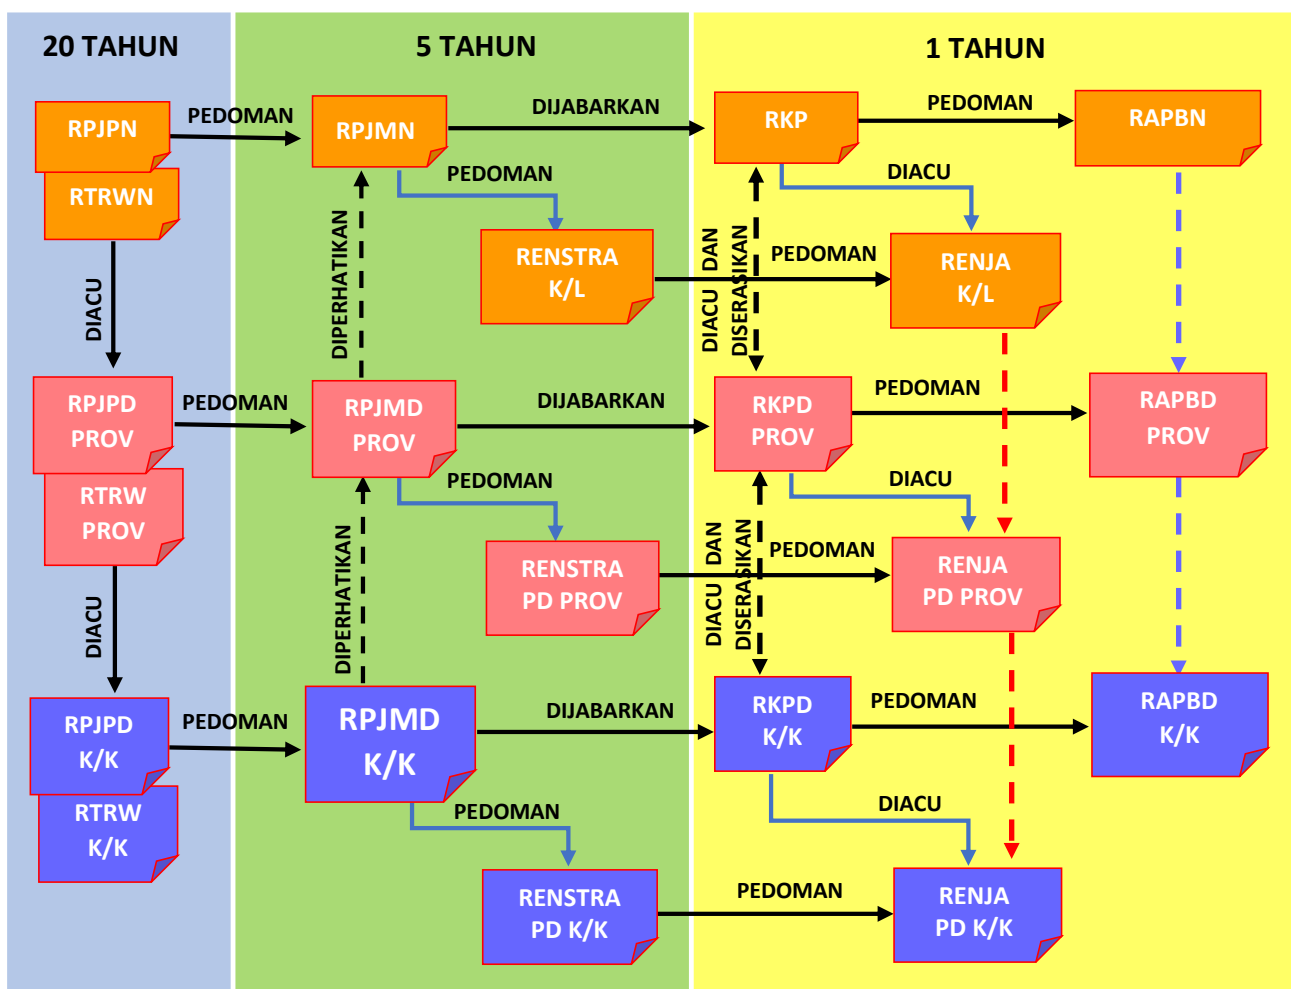 20 TAHUN
5 TAHUN
1 TAHUN
RPJPN
PEDOMAN
RPJMN
DIJABARKAN
RKP
PEDOMAN
RAPBN
RTRWN
PEDOMAN
DIACU
DIPERHATIKAN
RENSTRA
K/L
DIACU DAN
DISERASIKAN
PEDOMAN
RENJA
K/L
DIACU
RPJPD
PROV
PEDOMAN
RPJMD
PROV
DIJABARKAN
RKPD
PROV
PEDOMAN
RAPBD
PROV
RTRW
PROV
PEDOMAN
DIACU
DIPERHATIKAN
RENSTRA
PD PROV
DIACU DAN
DISERASIKAN
PEDOMAN
RENJA
PD PROV
DIACU
RPJPD
K/K
PEDOMAN
RPJMD
K/K
DIJABARKAN
RKPD
K/K
PEDOMAN
RAPBD
K/K
RTRW
K/K
PEDOMAN
DIACU
RENSTRA
PD K/K
PEDOMAN
RENJA
PD K/K